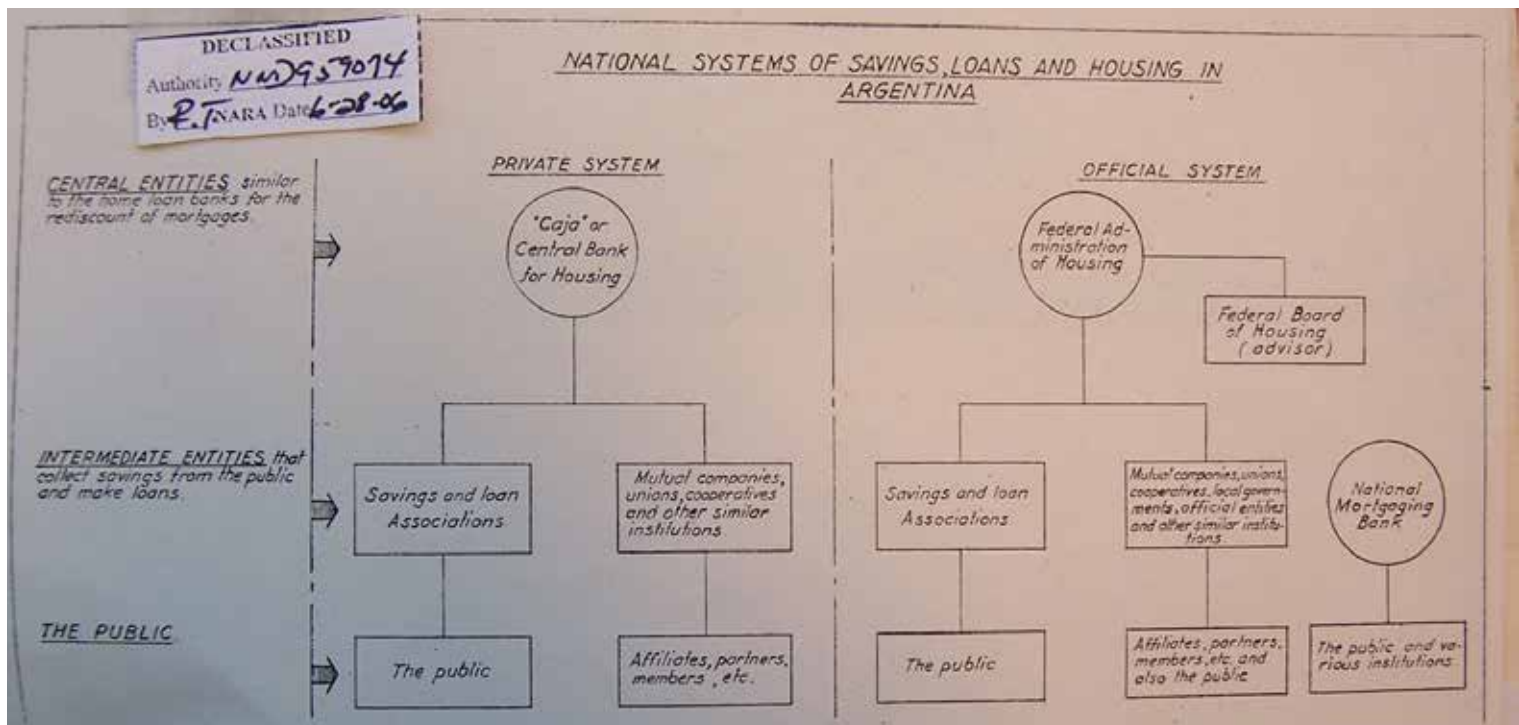 DECLASSIFIED
Authority NND959074
By R.T. NARA Date 6-28-06
NATIONAL SYSTEMS OF SAVINGS, LOANS AND HOUSING IN
ARGENTINA
PRIVATE SYSTEM
OFFICIAL SYSTEM
CENTRAL ENTITIES similar
to the home loan banks for the
rediscount of mortgages.
"Caja" or
Central Bank
for Housing
Federal Ad-
ministration
of Housing
Federal Board
of Housing
(advisor)
INTERMEDIATE ENTITIES that
collect savings from the public
and make loans.
Savings and loan
Associations
Mutual companies,
unions, cooperatives
and other similar
institutions.
Savings and loan
Associations
Mutual companies, unions,
cooperatives, local govern-
ments, official entities
and other similar institu-
tions.
National
Mortgaging
Bank
THE PUBLIC
The public
Affiliates, partners,
members, etc.
The public
Affiliates, partners,
members, etc. and
also the public
The public and va-
rious institutions.